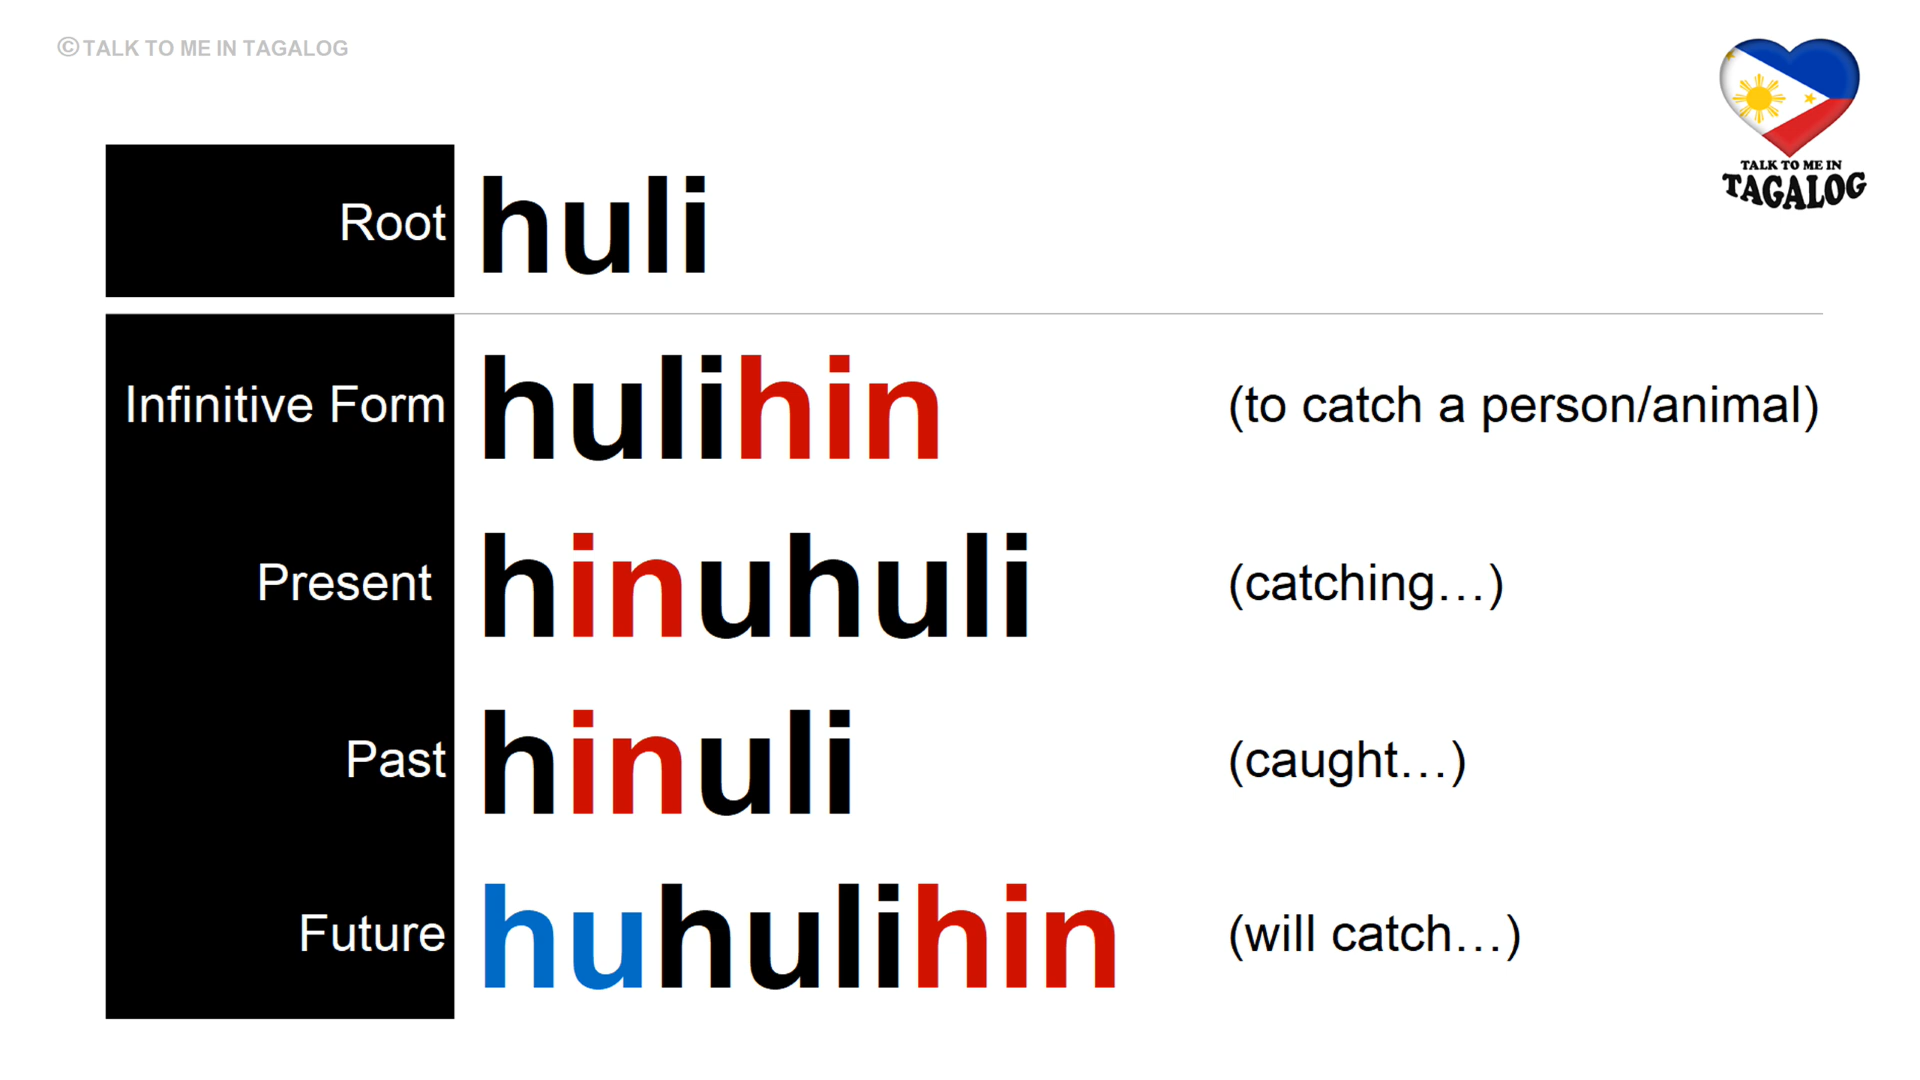 © TALK TO ME IN TAGALOG
TALK TO ME IN
TAGALOG
Root huli
Infinitive Form hulihin (to catch a person/animal)
Present hinuhuli (catching…)
Past hinuli (caught…)
Future huhulihin (will catch…)